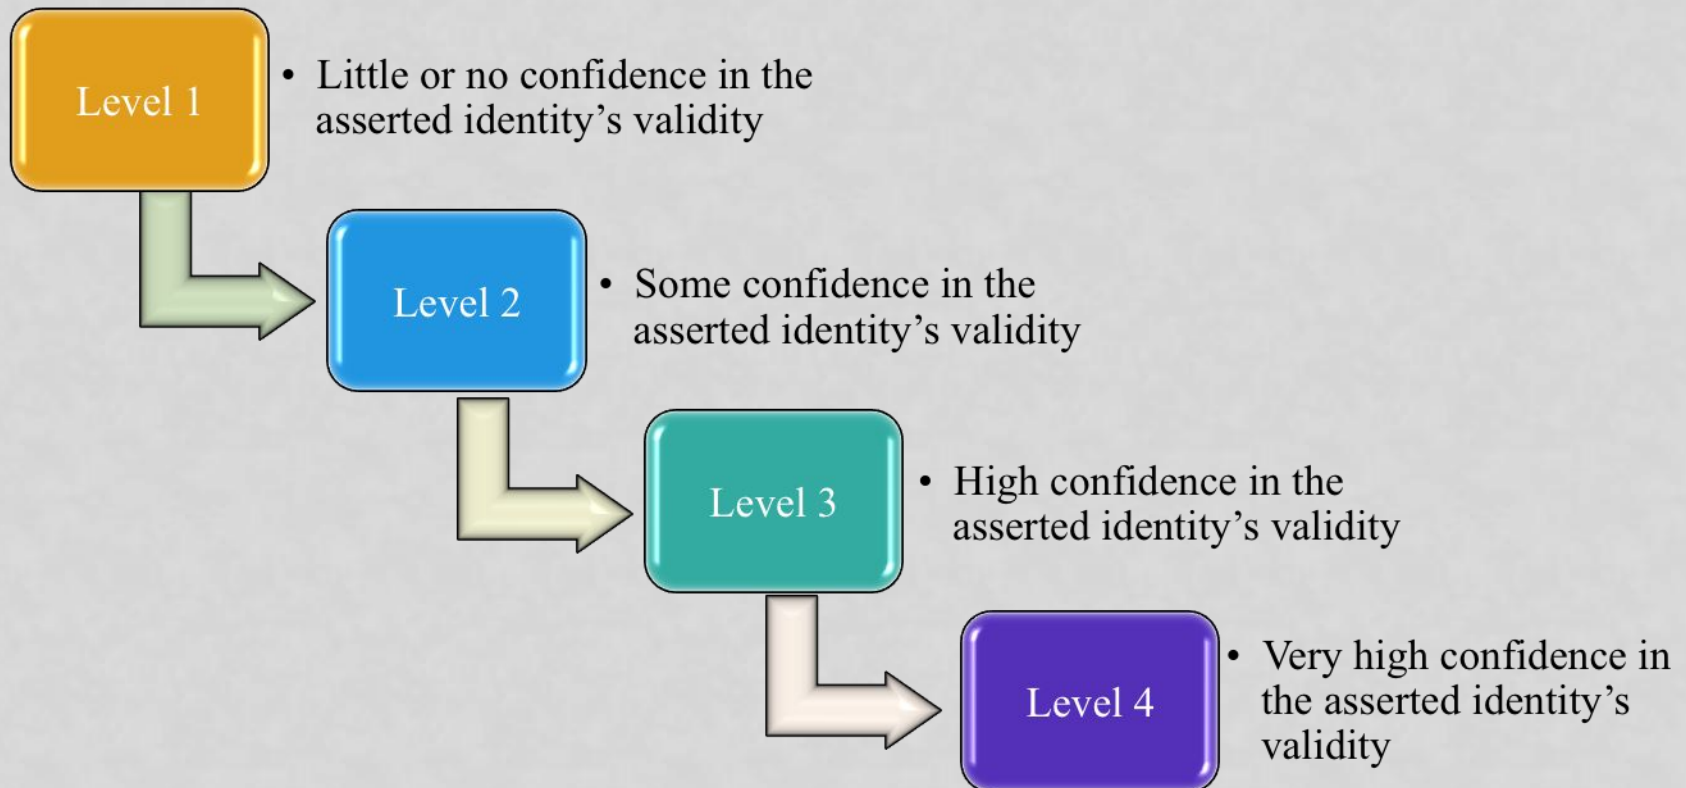 Level 1
• Little or no confidence in the
asserted identity’s validity
Level 2
• Some confidence in the
asserted identity’s validity
Level 3
• High confidence in the
asserted identity’s validity
Level 4
• Very high confidence in
the asserted identity’s
validity